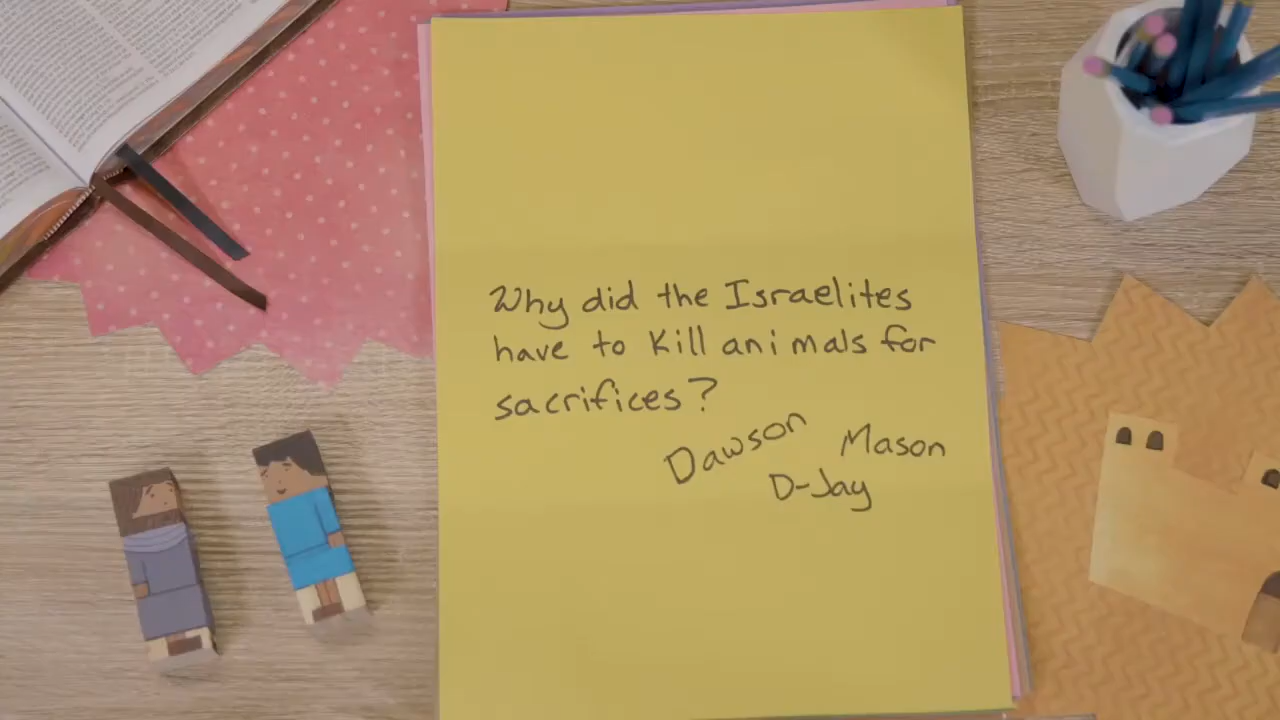 Why did the Israelites
have to kill animals for
sacrifices?
Dawson Mason
D-Jay